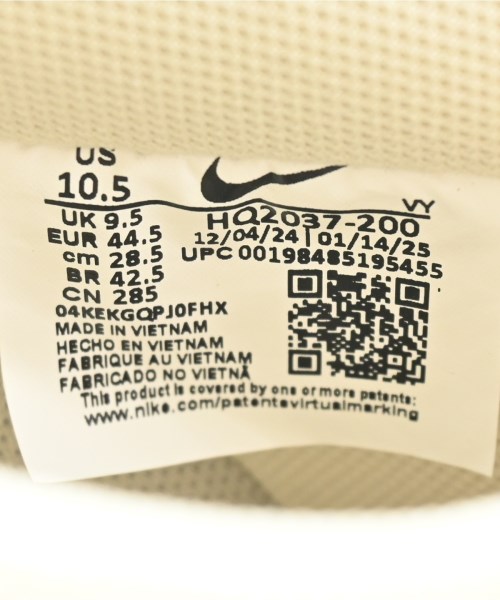 US
10.5
UK 9.5
EUR 44.5
cm 28.5
BR 42.5
CN 285
VY
HQ2037-200
12/04/24 | 01/14/25
UPC 00198485195455
04KEKGQPJ0FHX
MADE IN VIETNAM
HECHO EN VIETNAM
FABRIQUE AU VIETNAM
FABRICADO NO VIETNÃ
This product is covered by one or more patents:
www.nike.com/patentsvirtualmarking